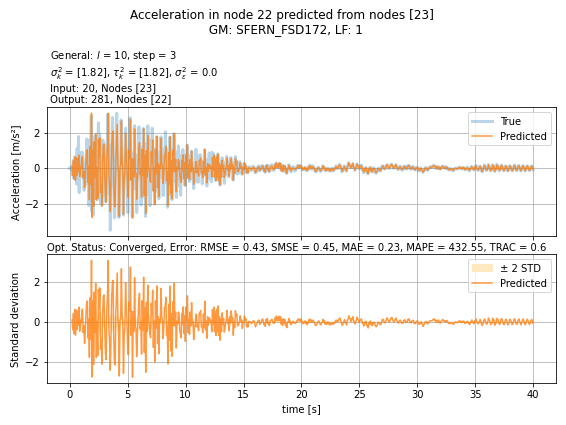 Acceleration in node 22 predicted from nodes [23]
GM: SFERN_FSD172, LF: 1
General: l = 10, step = 3
σ²ₖ = [1.82], τ²ₖ = [1.82], σ²ε = 0.0
Input: 20, Nodes [23]
Output: 281, Nodes [22]
True
Predicted
2
0
−2
Acceleration [m/s²]
Opt. Status: Converged, Error: RMSE = 0.43, SMSE = 0.45, MAE = 0.23, MAPE = 432.55, TRAC = 0.6
± 2 STD
Predicted
2
0
−2
Standard deviation
0 5 10 15 20 25 30 35 40
time [s]